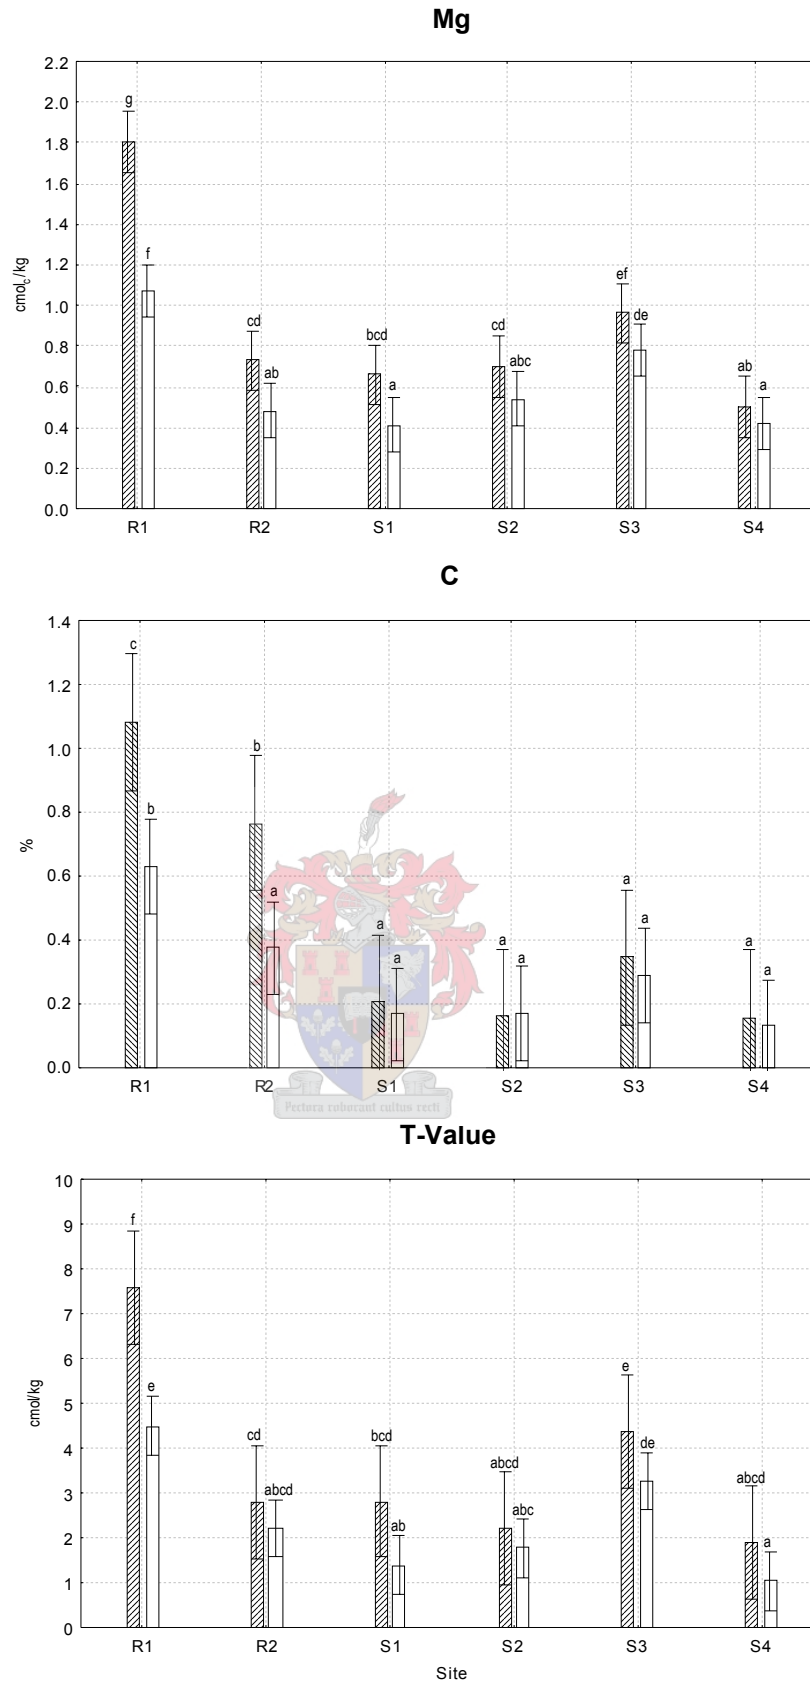 Mg
cmolc/kg
2.2
2.0
1.8
1.6
1.4
1.2
1.0
0.8
0.6
0.4
0.2
0.0
g
f
cd
ab
bcd
a
cd
abc
ef
de
ab
a
R1 R2 S1 S2 S3 S4
C
%
1.4
1.2
1.0
0.8
0.6
0.4
0.2
0.0
c
b
b
a
a
a
a
a
a
a
a
a
R1 R2 S1 S2 S3 S4
Pectora roborant cultus recti
T-Value
cmol/kg
10
9
8
7
6
5
4
3
2
1
0
f
e
cd
abcd
bcd
ab
abcd
abc
e
de
abcd
a
R1 R2 S1 S2 S3 S4
Site